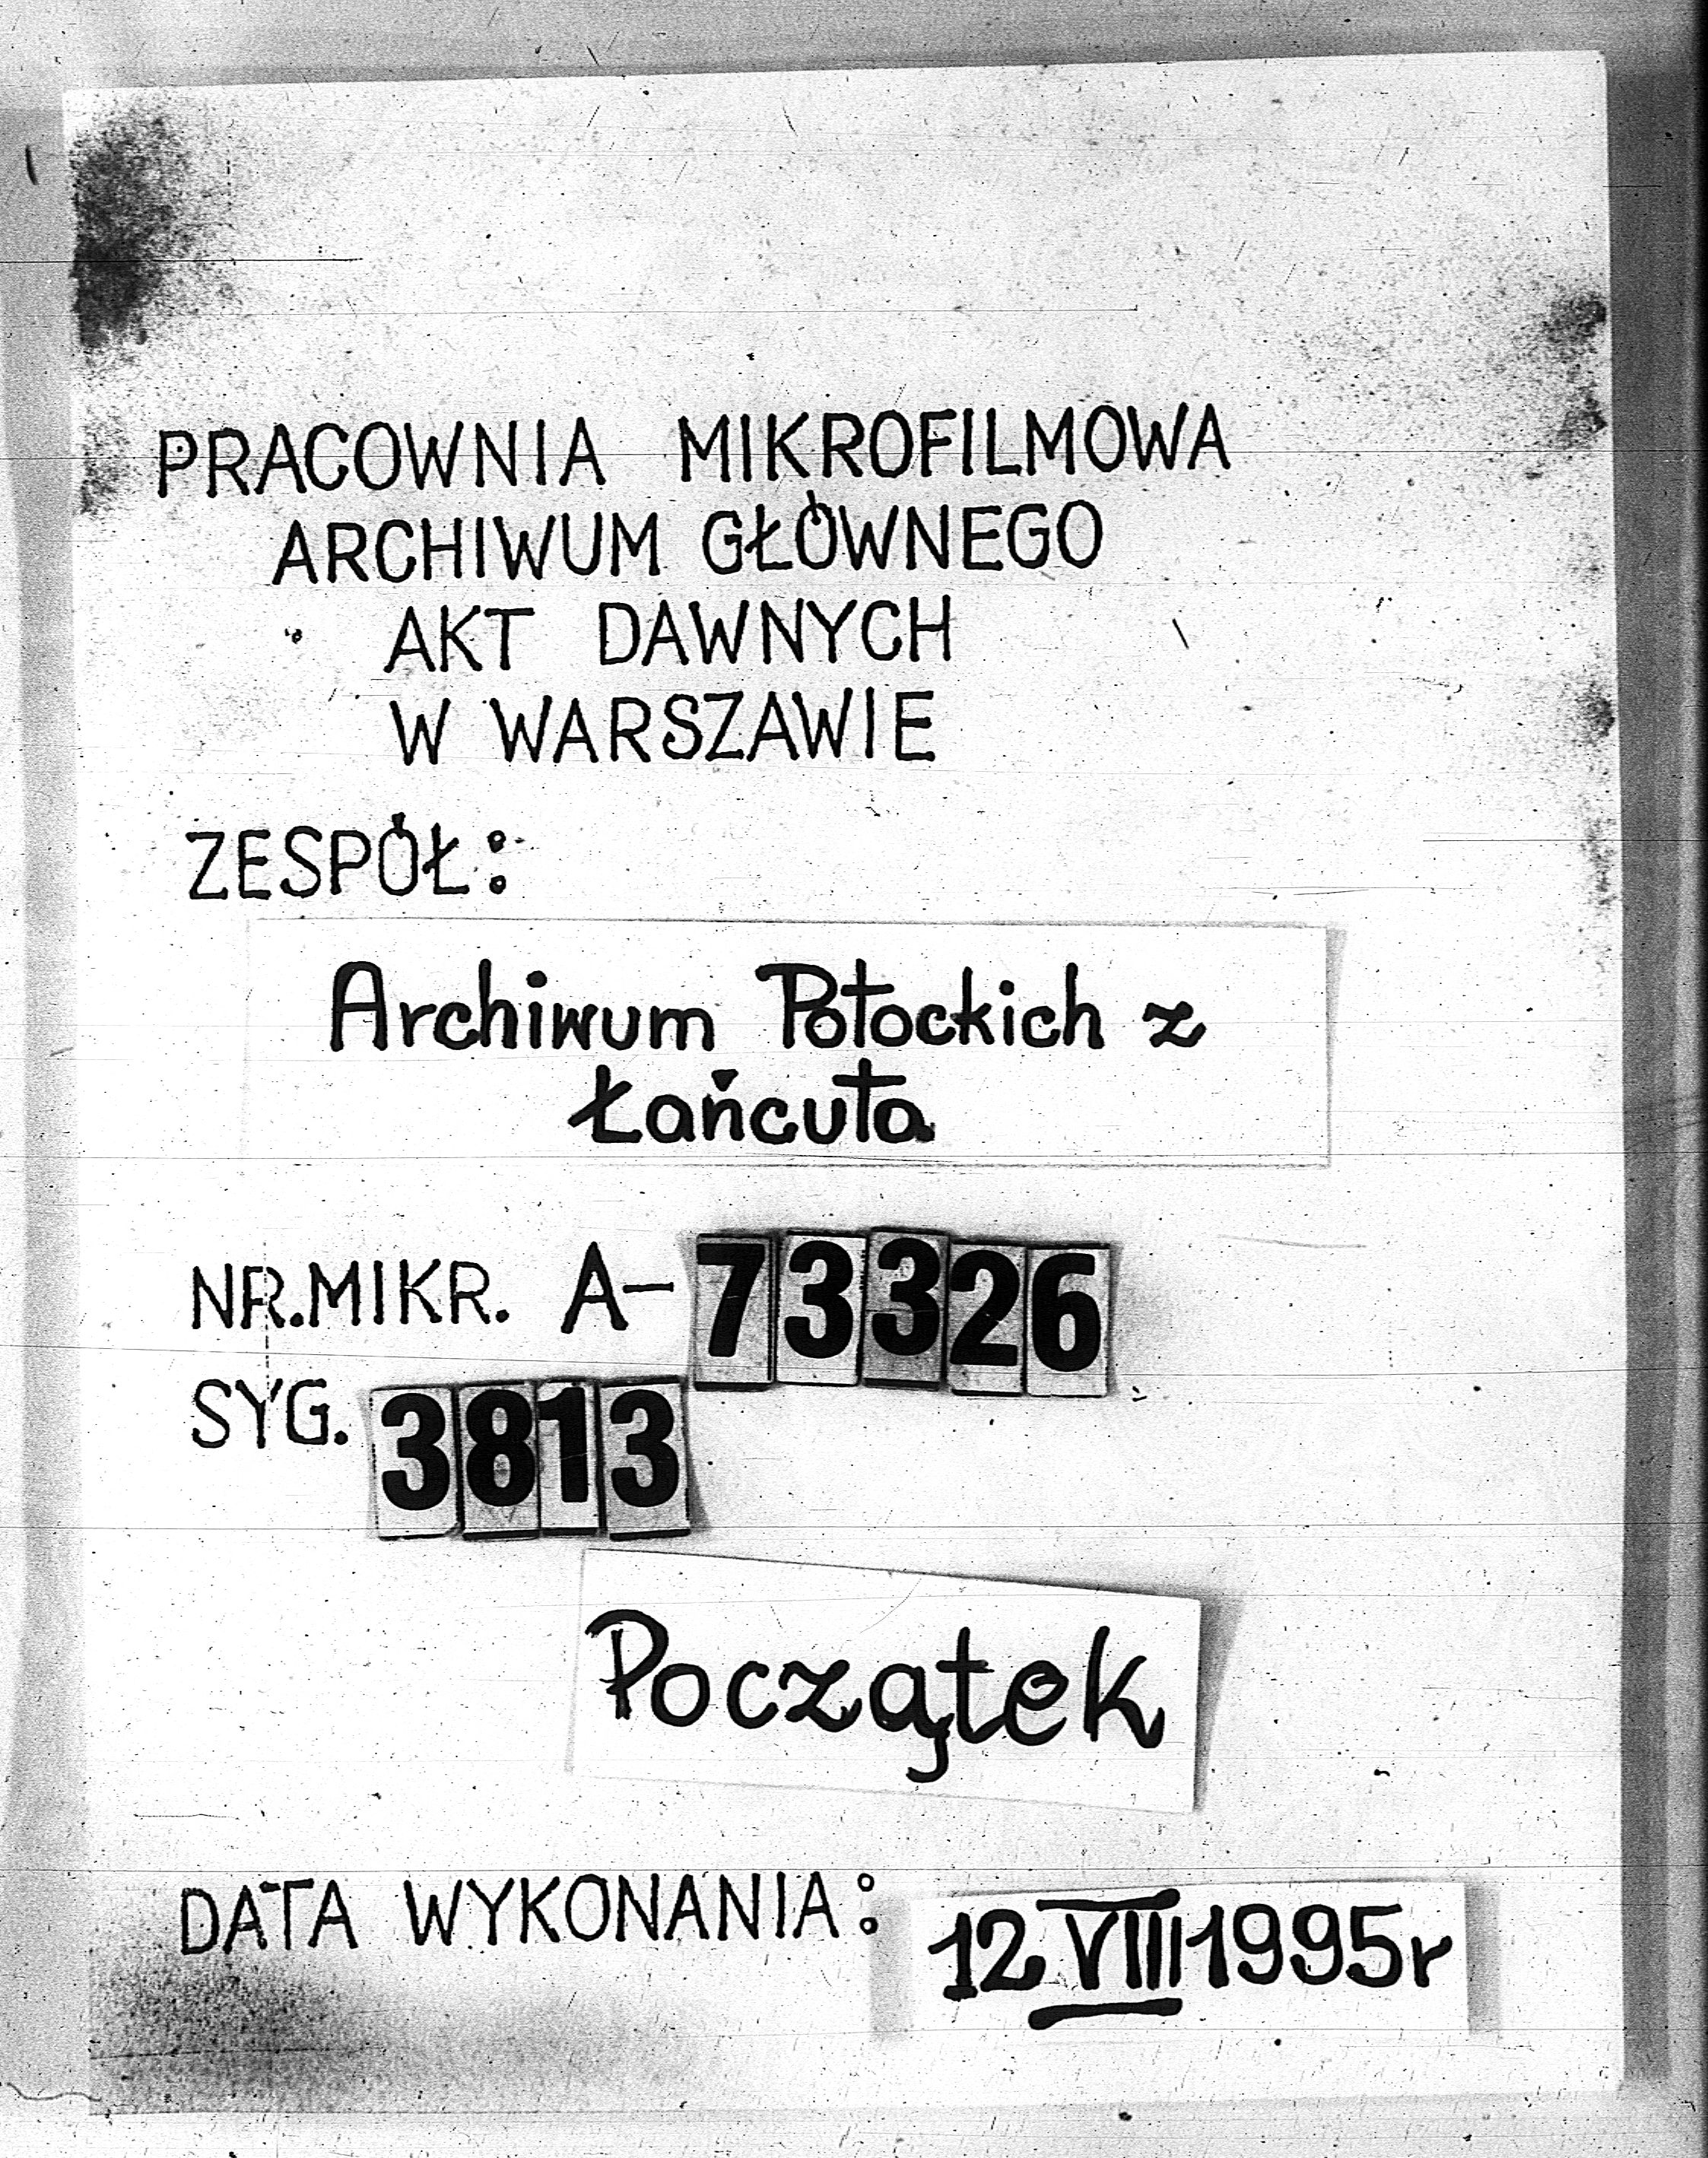 PRACOWNIA MIKROFILMOWA
ARCHIWUM GŁÓWNEGO
AKT DAWNYCH
W WARSZAWIE
ZESPÓŁ:
Archiwum Potockich z
Łańcuta
NR.MIKR. A-73326
SYG. 3813
Początek
DATA WYKONANIA: 12 VIII 1995r